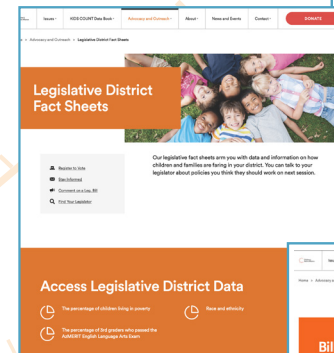 Issues
KIDS COUNT Data Book
Advocacy and Outreach
About
News and Events
Contact
DONATE
> Advocacy and Outreach > Legislative District Fact Sheets
Legislative District
Fact Sheets
Register to Vote
Stay Informed
Comment on a Leg. Bill
Find Your Legislator
Our legislative fact sheets arm you with data and information on how
children and families are faring in your district. You can talk to your
legislator about policies you think they should work on next session.
Access Legislative District Data
The percentage of children living in poverty
Race and ethnicity
The percentage of 3rd graders who passed the
AzMERIT English Language Arts Exam
Home >
Bil